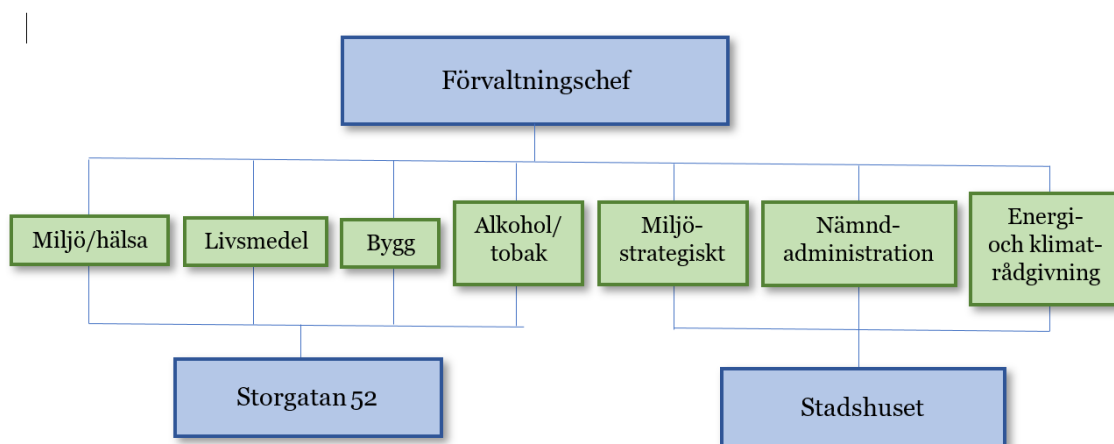 Förvaltningschef
Miljö/hälsa
Livsmedel
Bygg
Alkohol/
tobak
Miljö-
strategiskt
Nämnd-
administration
Energi-
och klimat-
rådgivning
Storgatan 52
Stadshuset